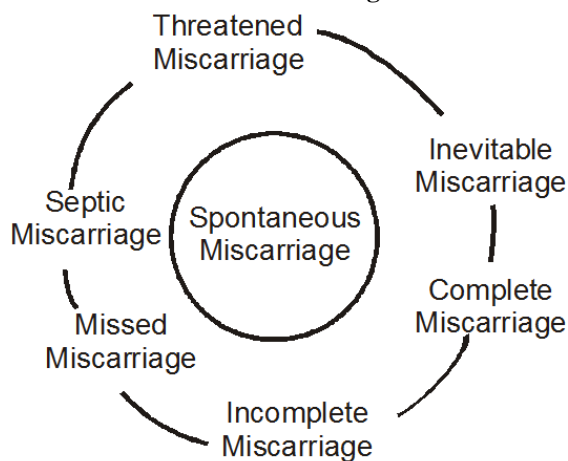 Threatened
Miscarriage
Inevitable
Miscarriage
Septic
Miscarriage
Spontaneous
Miscarriage
Complete
Miscarriage
Missed
Miscarriage
Incomplete
Miscarriage